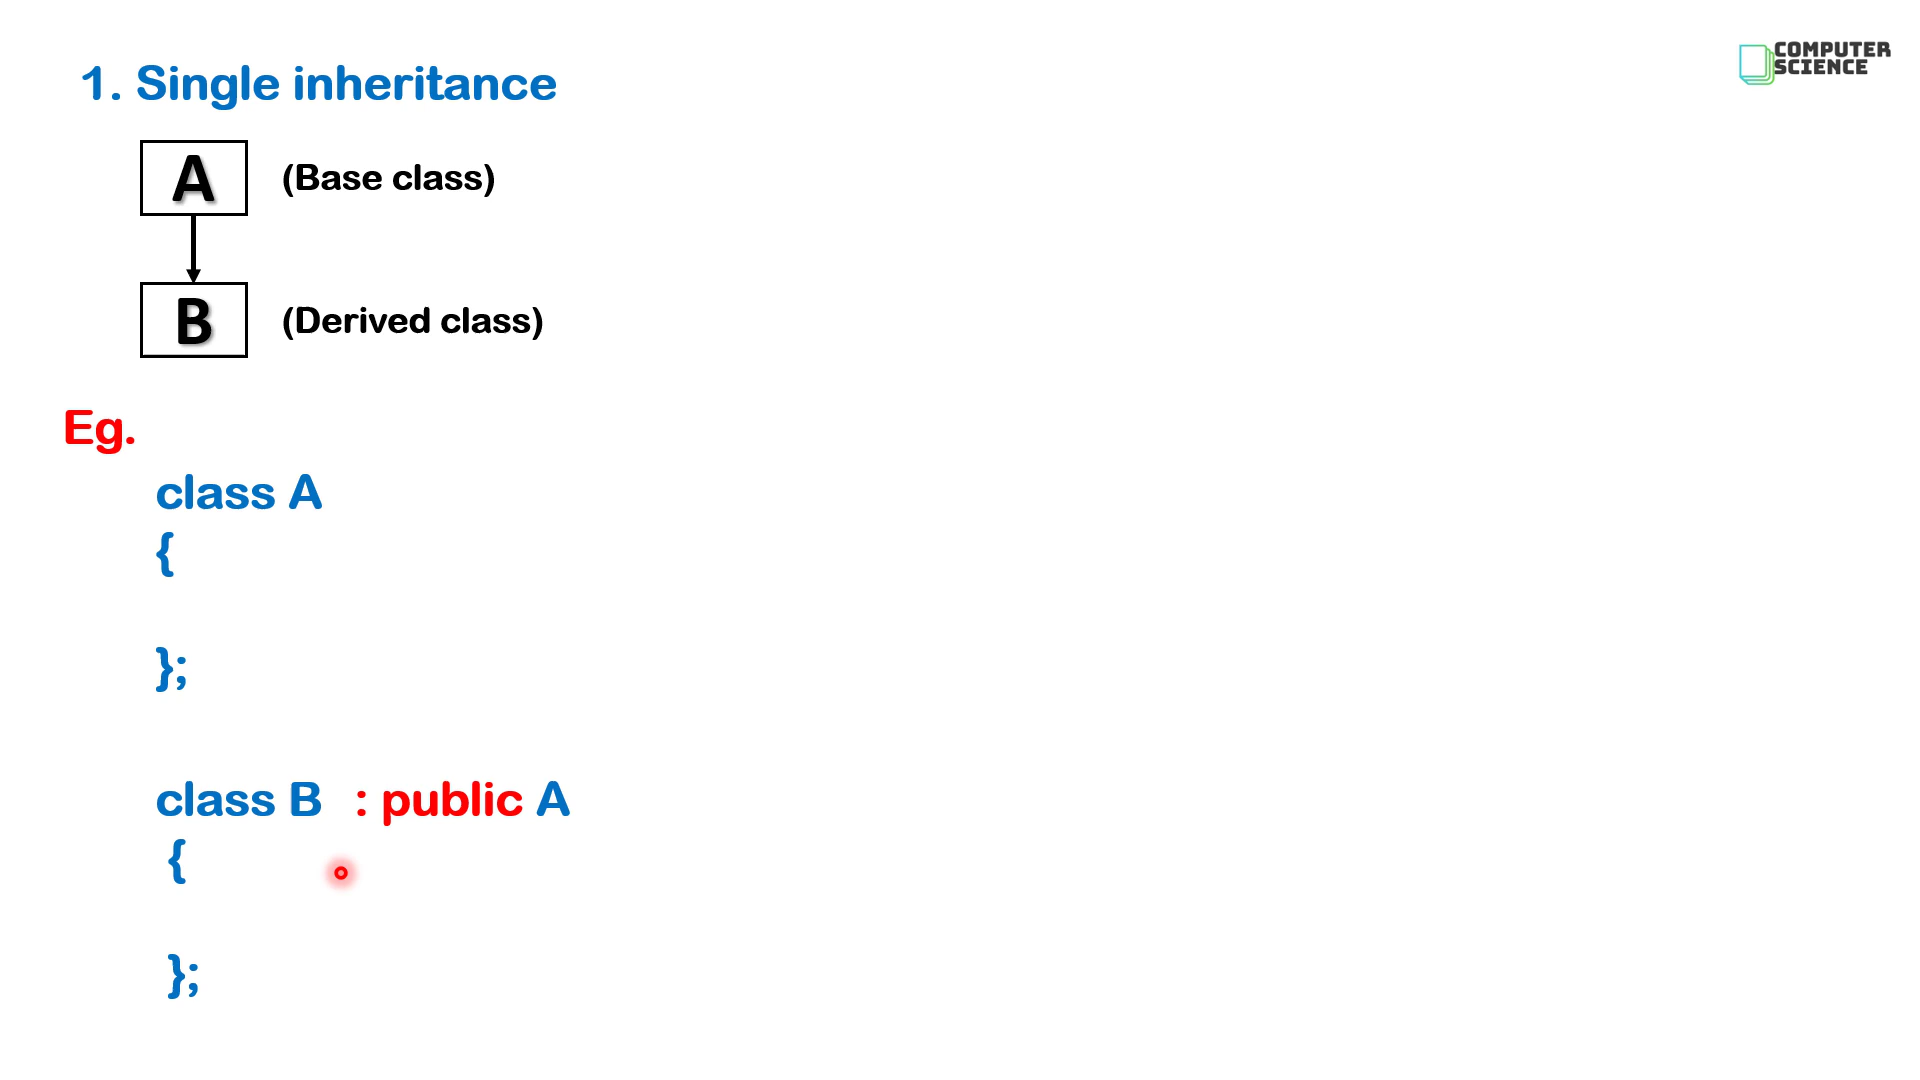 COMPUTER
SCIENCE
1. Single inheritance
A (Base class)
B (Derived class)
Eg.
class A
{
};
class B : public A
{
};